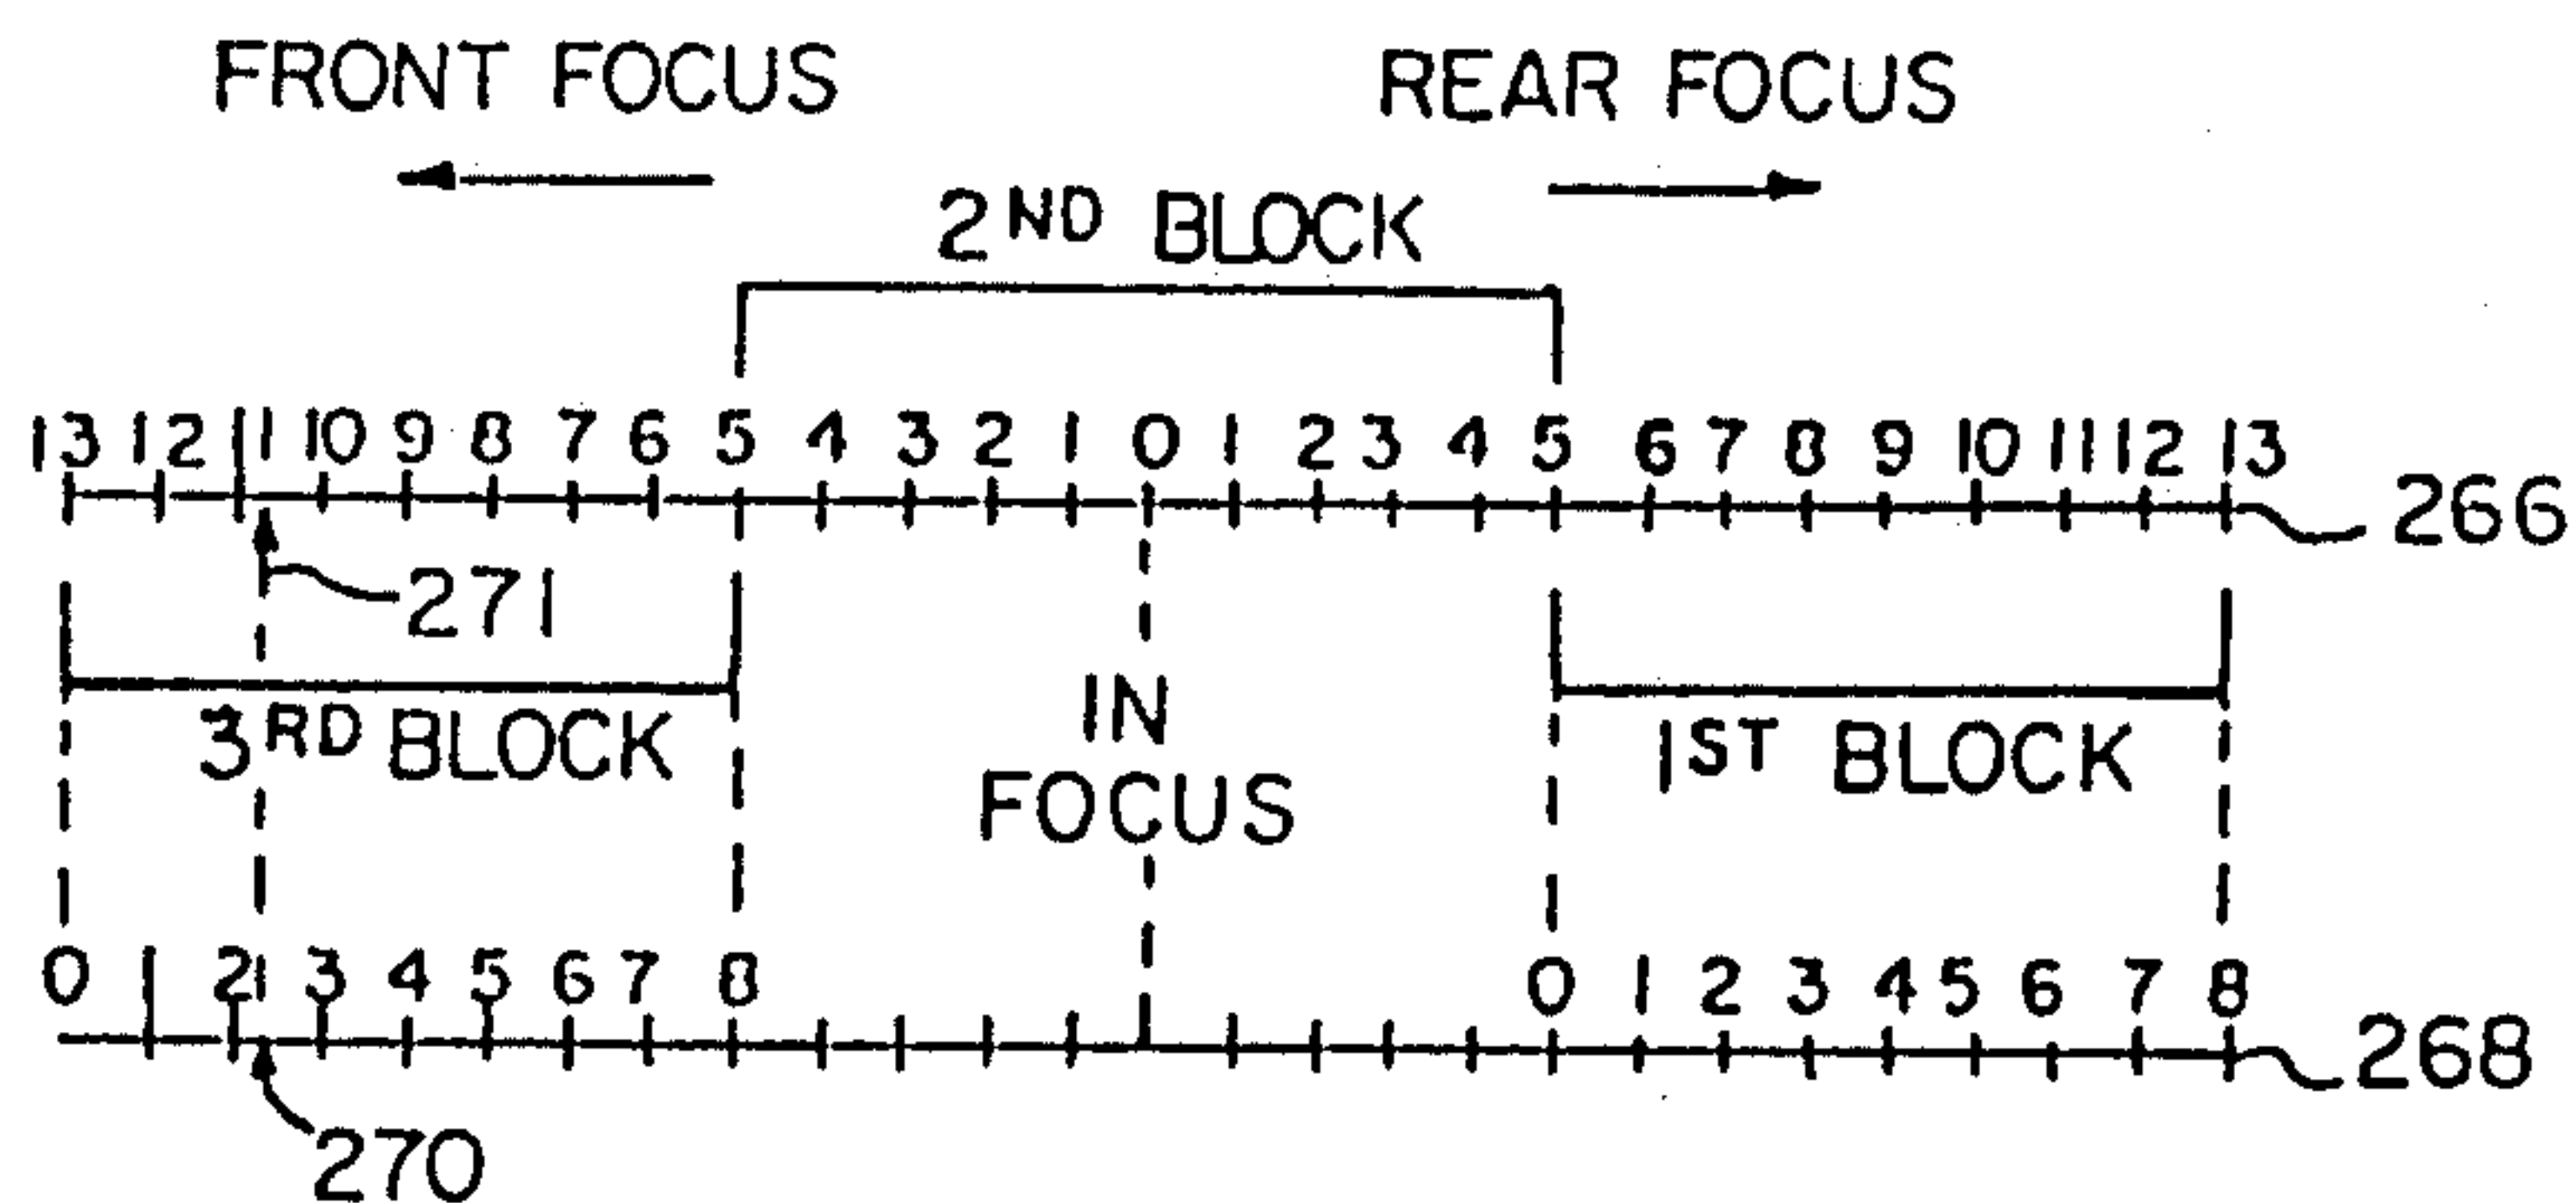 FRONT FOCUS REAR FOCUS
2ND BLOCK
13 12 11 10 9 8 7 6 5 4 3 2 1 0 1 2 3 4 5 6 7 8 9 10 11 12 13
266
271
3RD BLOCK IN FOCUS 1ST BLOCK
0 1 2 3 4 5 6 7 8 0 1 2 3 4 5 6 7 8
268
270